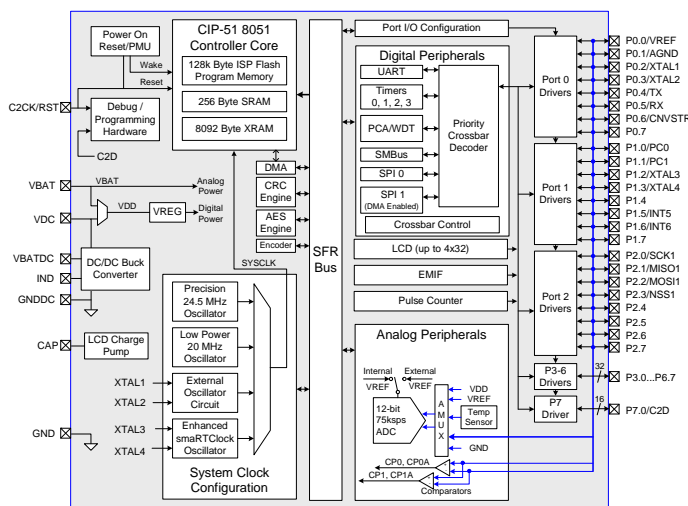 Power On
Reset/PMU
Wake
Reset
C2CK/RST
Debug /
Programming
Hardware
C2D
CIP-51 8051
Controller Core
128k Byte ISP Flash
Program Memory
256 Byte SRAM
8092 Byte XRAM
DMA
CRC
Engine
AES
Engine
Encoder
SYSCLK
VBAT
VBAT
Analog
Power
VDC
VDD
VREG
Digital
Power
VBATDC
IND
GNDDC
DC/DC Buck
Converter
CAP
LCD Charge
Pump
XTAL1
XTAL2
XTAL3
XTAL4
GND
Precision
24.5 MHz
Oscillator
Low Power
20 MHz
Oscillator
External
Oscillator
Circuit
Enhanced
smaRTClock
Oscillator
System Clock
Configuration
SFR
Bus
Port I/O Configuration
Digital Peripherals
UART
Timers
0, 1, 2, 3
PCA/WDT
SMBus
SPI 0
SPI 1
(DMA Enabled)
Priority
Crossbar
Decoder
Crossbar Control
LCD (up to 4x32)
EMIF
Pulse Counter
Analog Peripherals
Internal
External
VREF
VREF
12-bit
75ksps
ADC
A
M
U
X
VDD
VREF
Temp
Sensor
GND
CP0, CP0A
CP1, CP1A
+
-
+
-
Comparators
Port 0
Drivers
Port 1
Drivers
Port 2
Drivers
P3-6
Drivers
P7
Driver
32
16
P0.0/VREF
P0.1/AGND
P0.2/XTAL1
P0.3/XTAL2
P0.4/TX
P0.5/RX
P0.6/CNVSTR
P0.7
P1.0/PC0
P1.1/PC1
P1.2/XTAL3
P1.3/XTAL4
P1.4
P1.5/INT5
P1.6/INT6
P1.7
P2.0/SCK1
P2.1/MISO1
P2.2/MOSI1
P2.3/NSS1
P2.4
P2.5
P2.6
P2.7
P3.0...P6.7
P7.0/C2D